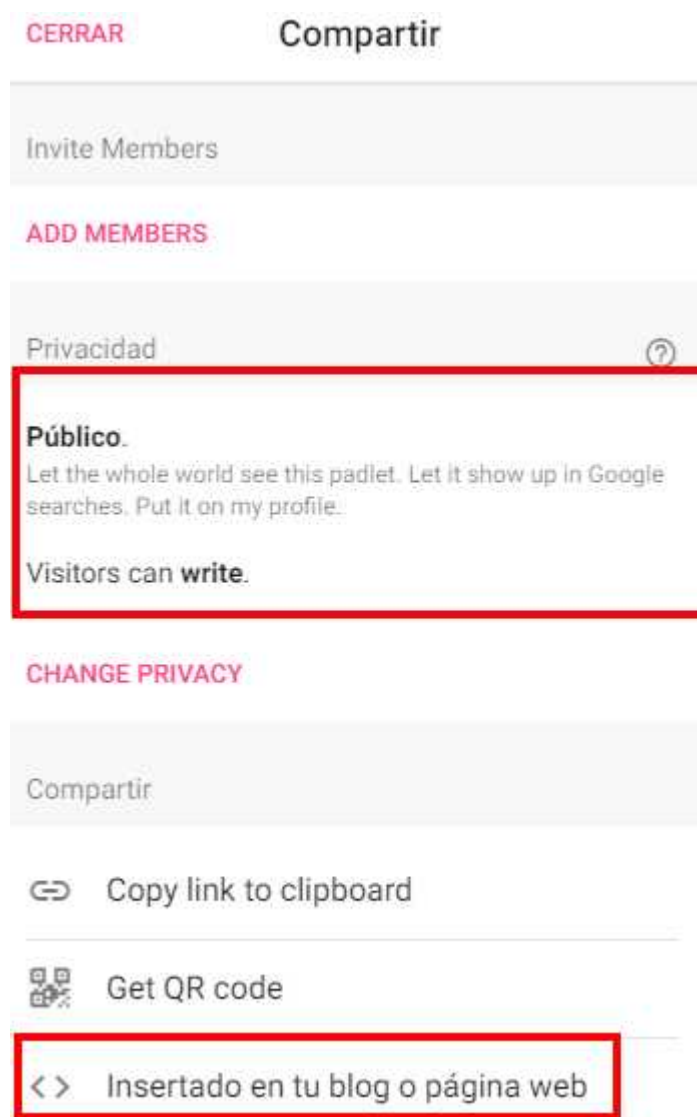 CERRAR Compartir
Invite Members
ADD MEMBERS
Privacidad
Público.
Let the whole world see this padlet. Let it show up in Google
searches. Put it on my profile.
Visitors can write.
CHANGE PRIVACY
Compartir
Copy link to clipboard
Get QR code
Insertado en tu blog o página web